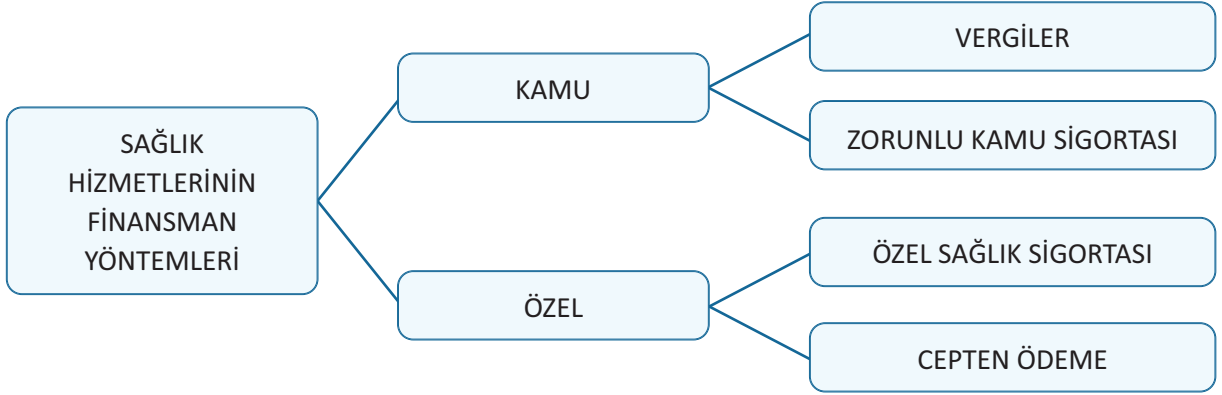 SAĞLIK
HİZMETLERİNİN
FİNANSMAN
YÖNTEMLERİ
KAMU
VERGİLER
ZORUNLU KAMU SİGORTASI
ÖZEL
ÖZEL SAĞLIK SİGORTASI
CEPTEN ÖDEME